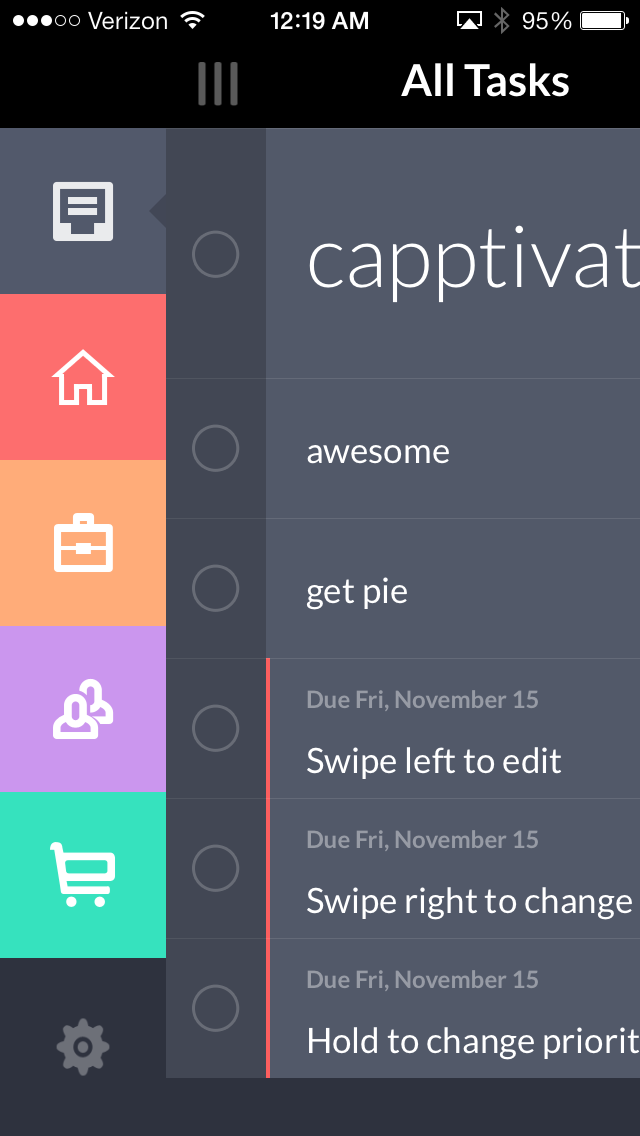 Verizon 12:19 AM 95%
All Tasks
captivat
awesome
get pie
Due Fri, November 15
Swipe left to edit
Due Fri, November 15
Swipe right to change
Due Fri, November 15
Hold to change priorit